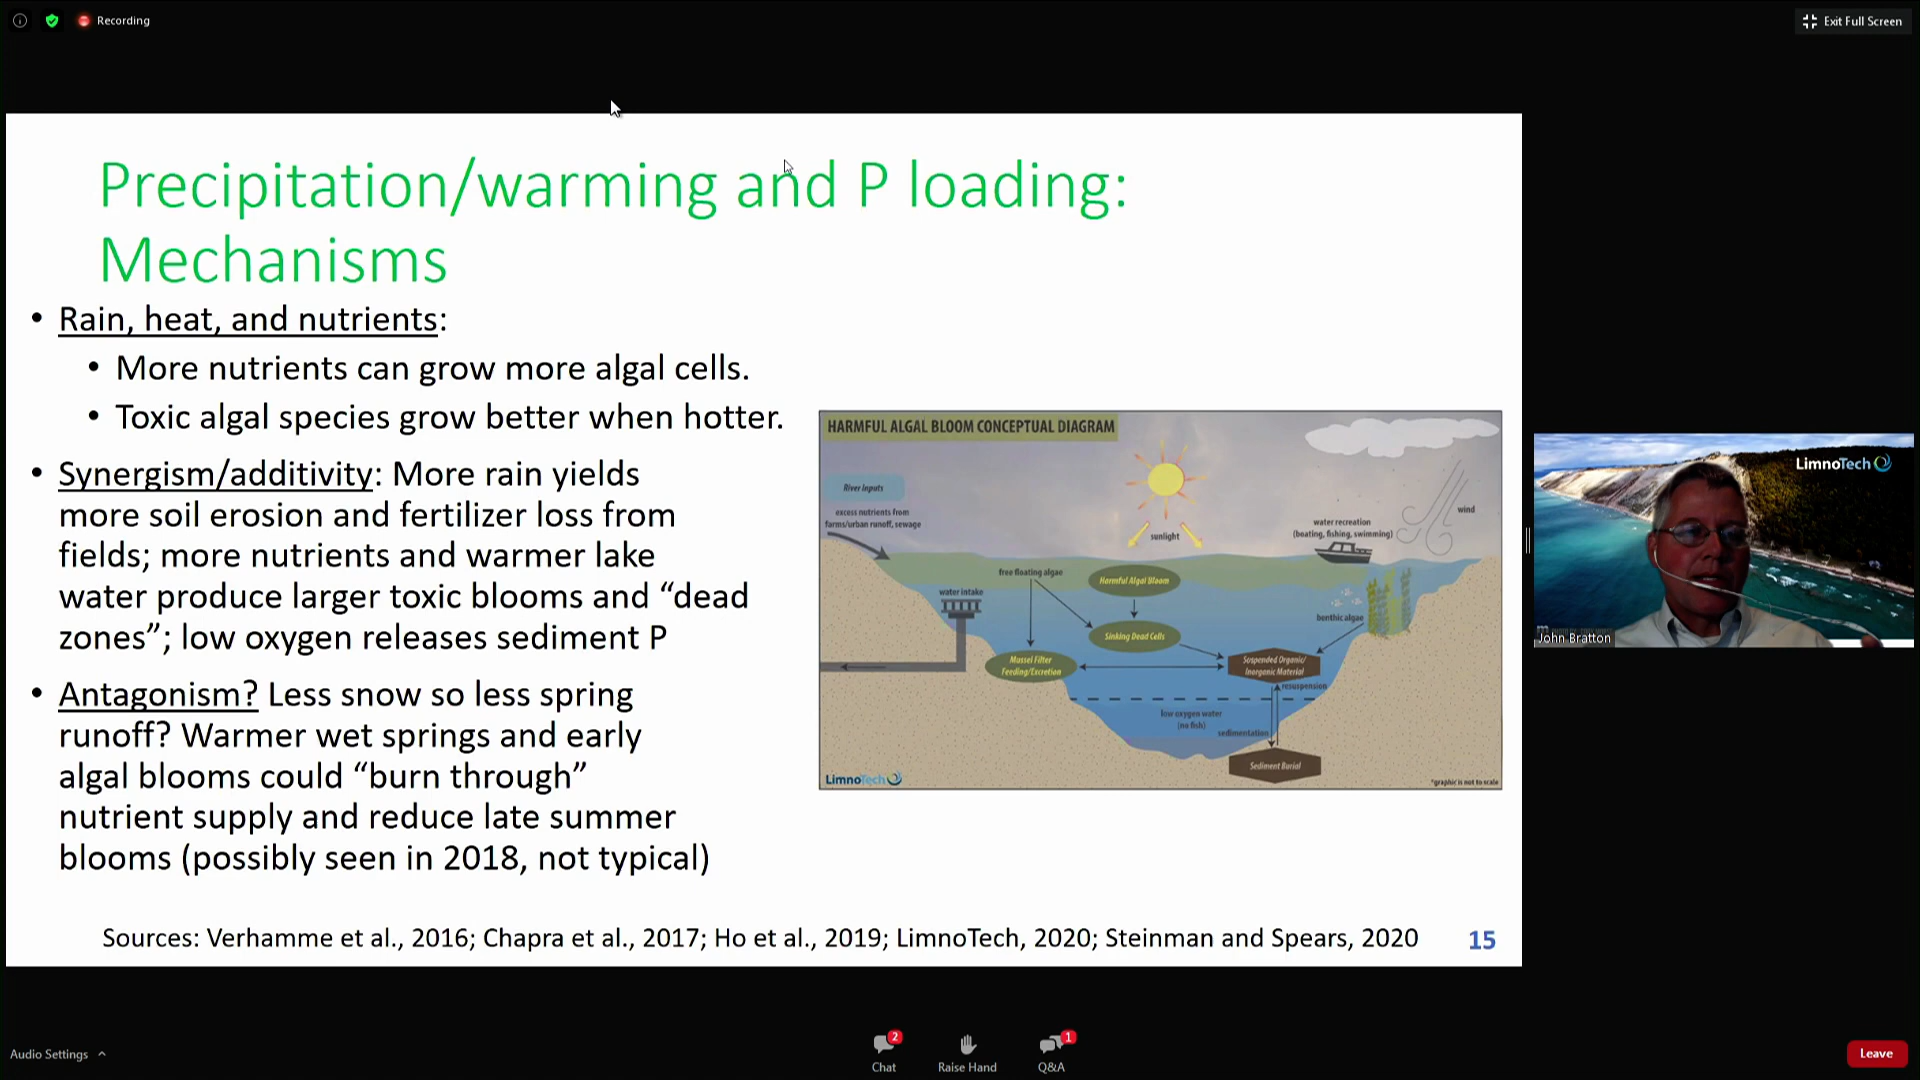 Recording
Exit Full Screen
Precipitation/warming and P loading:
Mechanisms
• Rain, heat, and nutrients:
• More nutrients can grow more algal cells.
• Toxic algal species grow better when hotter.
• Synergism/additivity: More rain yields
more soil erosion and fertilizer loss from
fields; more nutrients and warmer lake
water produce larger toxic blooms and “dead
zones”; low oxygen releases sediment P
• Antagonism? Less snow so less spring
runoff? Warmer wet springs and early
algal blooms could “burn through”
nutrient supply and reduce late summer
blooms (possibly seen in 2018, not typical)
HARMFUL ALGAL BLOOM CONCEPTUAL DIAGRAM
River Inputs
excess nutrients from
farms/urban runoff, sewage
sunlight
water recreation
(boating, fishing, swimming)
wind
free floating algae
Harmful Algal Bloom
water intake
benthic algae
Sinking Dead Cells
Mussel Filter
Feeding/Excretion
Suspended Organic/
Inorganic Material
resuspension
low oxygen water
(no fish)
sedimentation
Sediment Burial
LimnoTech
*graphic is not to scale
Sources: Verhamme et al., 2016; Chapra et al., 2017; Ho et al., 2019; LimnoTech, 2020; Steinman and Spears, 2020
15
LimnoTech
John Bratton
Audio Settings
2
Chat
Raise Hand
1
Q&A
Leave